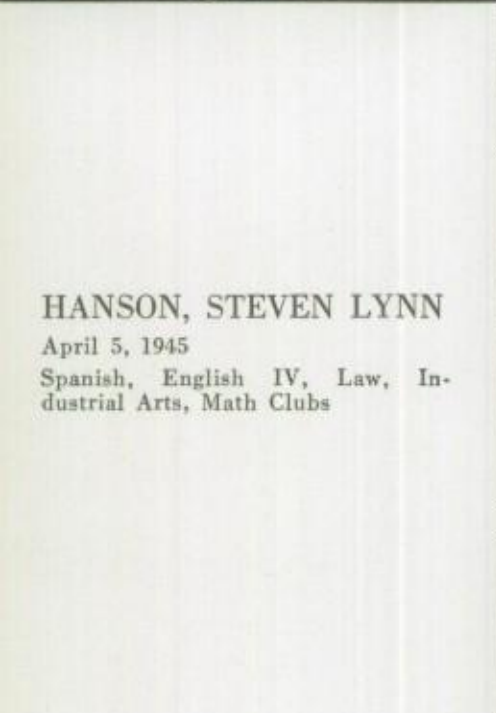 HANSON, STEVEN LYNN
April 5, 1945
Spanish, English IV, Law, In-
dustrial Arts, Math Clubs